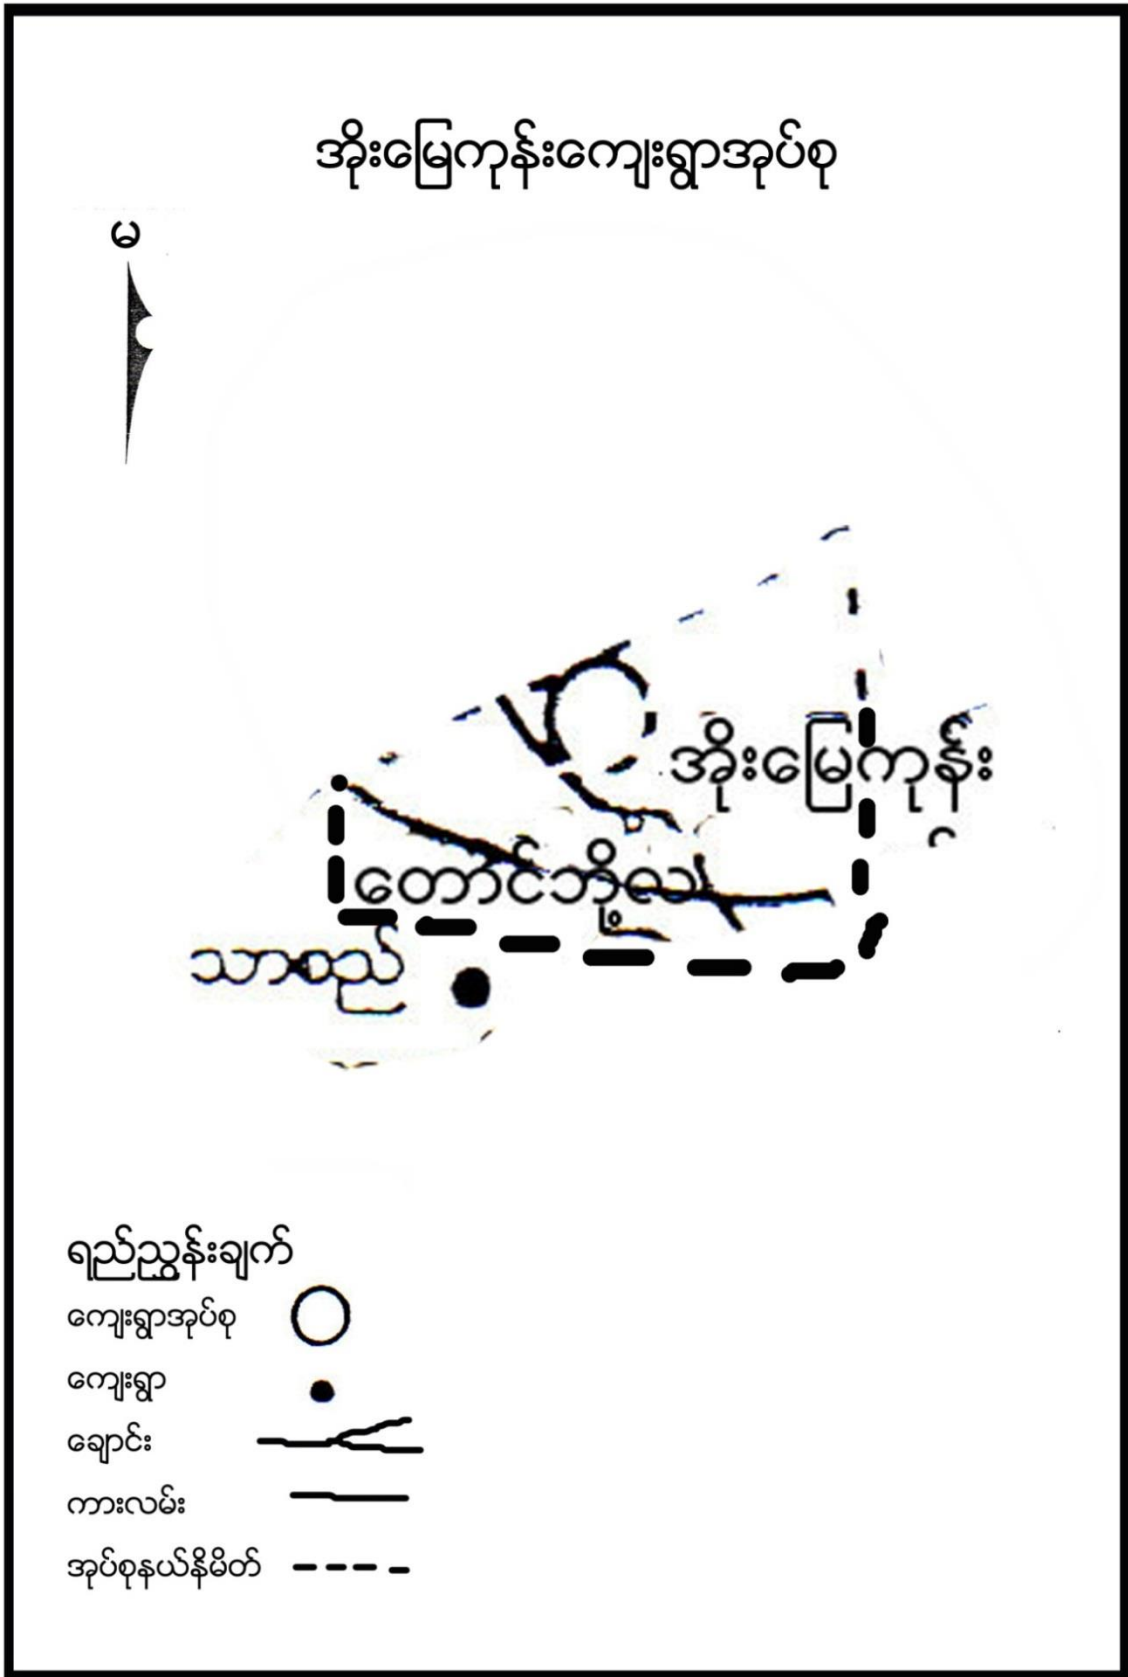 အိုးမြေကုန်းကျေးရွာအုပ်စု
မ
အိုးမြေကုန်း
တောင်ဘို့လှ
သာစည်
ရည်ညွှန်းချက်
ကျေးရွာအုပ်စု
ကျေးရွာ
ချောင်း
ကားလမ်း
အုပ်စုနယ်နိမိတ်